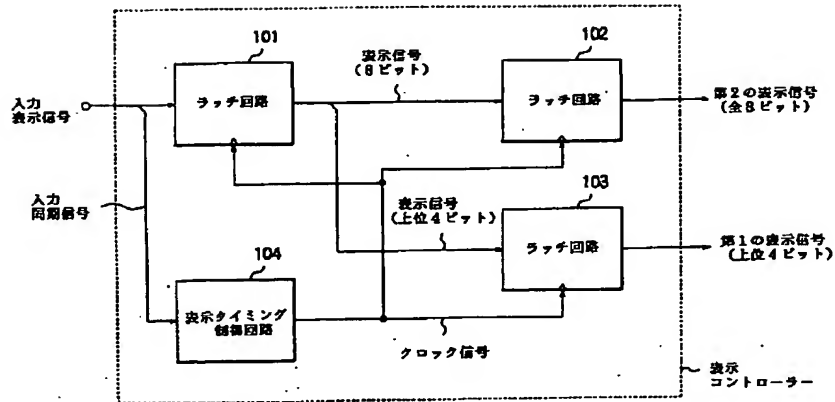 101
102
表示信号
(8ビット)
入力
表示信号
ラッチ回路
ラッチ回路
第2の表示信号
(全8ビット)
入力
同期信号
表示信号
(上位4ビット)
103
ラッチ回路
第1の表示信号
(上位4ビット)
104
表示タイミング
制御回路
クロック信号
表示
コントローラー